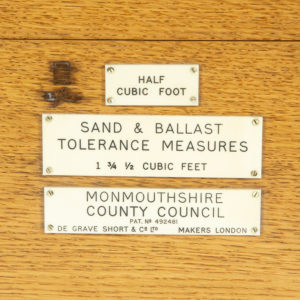 HALF
CUBIC FOOT
SAND & BALLAST
TOLERANCE MEASURES
1 ¾ ½ CUBIC FEET
MONMOUTHSHIRE
COUNTY COUNCIL
PAT. No 492481
DE GRAVE SHORT & Co LTD MAKERS LONDON